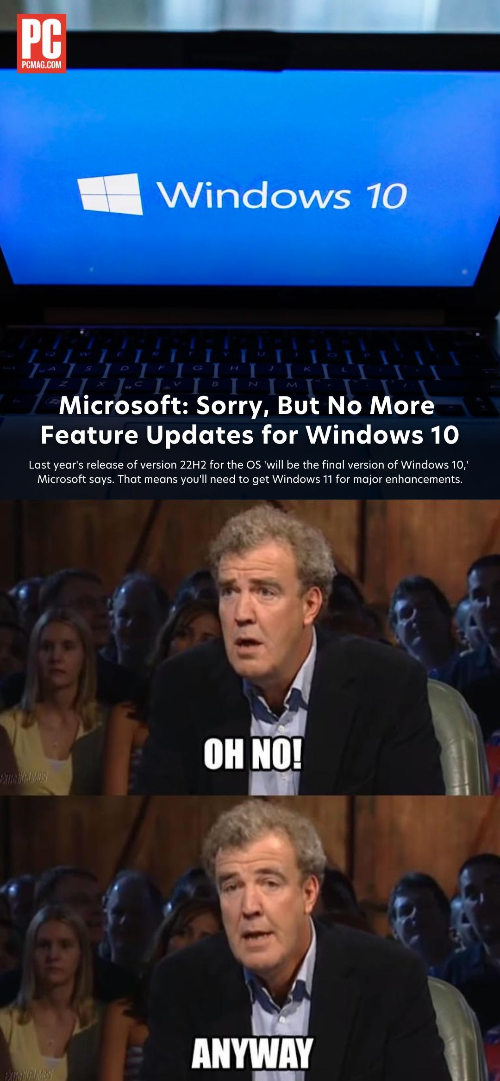 PC
PCMAG.COM
Windows 10
Microsoft: Sorry, But No More
Feature Updates for Windows 10
Last year's release of version 22H2 for the OS 'will be the final version of Windows 10,'
Microsoft says. That means you'll need to get Windows 11 for major enhancements.
OH NO!
ANYWAY